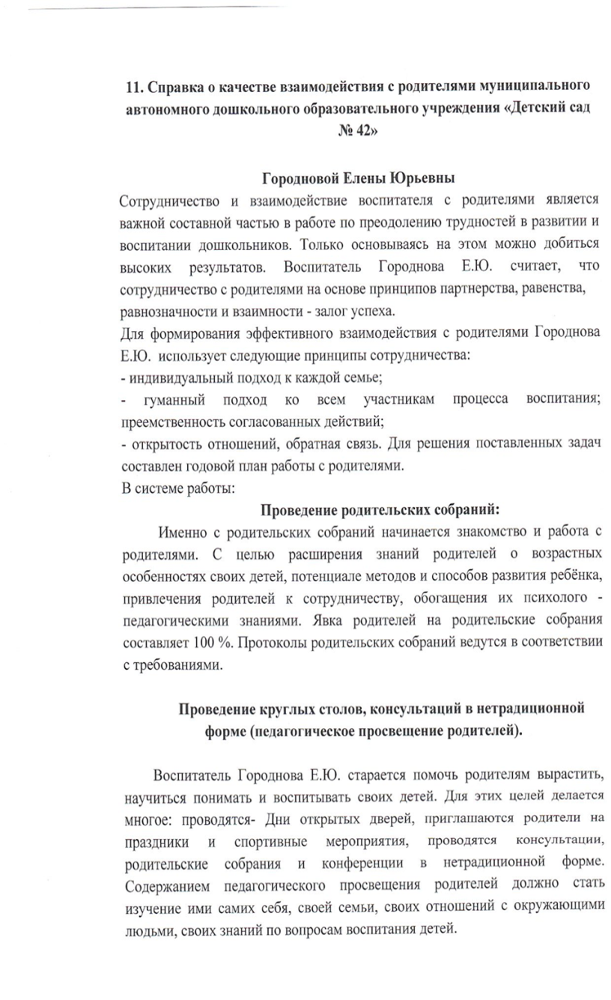 11. Справка о качестве взаимодействия с родителями муниципального
автономного дошкольного образовательного учреждения «Детский сад
№ 42»
Городновой Елены Юрьевны
Сотрудничество и взаимодействие воспитателя с родителями является
важной составной частью в работе по преодолению трудностей в развитии и
воспитании дошкольников. Только основываясь на этом можно добиться
высоких результатов. Воспитатель Городнова Е.Ю. считает, что
сотрудничество с родителями на основе принципов партнерства, равенства,
равнозначности и взаимности - залог успеха.
Для формирования эффективного взаимодействия с родителями Городнова
Е.Ю. использует следующие принципы сотрудничества:
- индивидуальный подход к каждой семье;
- гуманный подход ко всем участникам процесса воспитания;
преемственность согласованных действий;
- открытость отношений, обратная связь. Для решения поставленных задач
составлен годовой план работы с родителями.
В системе работы:
Проведение родительских собраний:
Именно с родительских собраний начинается знакомство и работа с
родителями. С целью расширения знаний родителей о возрастных
особенностях своих детей, потенциале методов и способов развития ребёнка,
привлечения родителей к сотрудничеству, обогащения их психолого -
педагогическими знаниями. Явка родителей на родительские собрания
составляет 100 %. Протоколы родительских собраний ведутся в соответствии
с требованиями.
Проведение круглых столов, консультаций в нетрадиционной
форме (педагогическое просвещение родителей).
Воспитатель Городнова Е.Ю. старается помочь родителям вырастить,
научиться понимать и воспитывать своих детей. Для этих целей делается
многое: проводятся- Дни открытых дверей, приглашаются родители на
праздники и спортивные мероприятия, проводятся консультации,
родительские собрания и конференции в нетрадиционной форме.
Содержанием педагогического просвещения родителей должно стать
изучение ими самих себя, своей семьи, своих отношений с окружающими
людьми, своих знаний по вопросам воспитания детей.